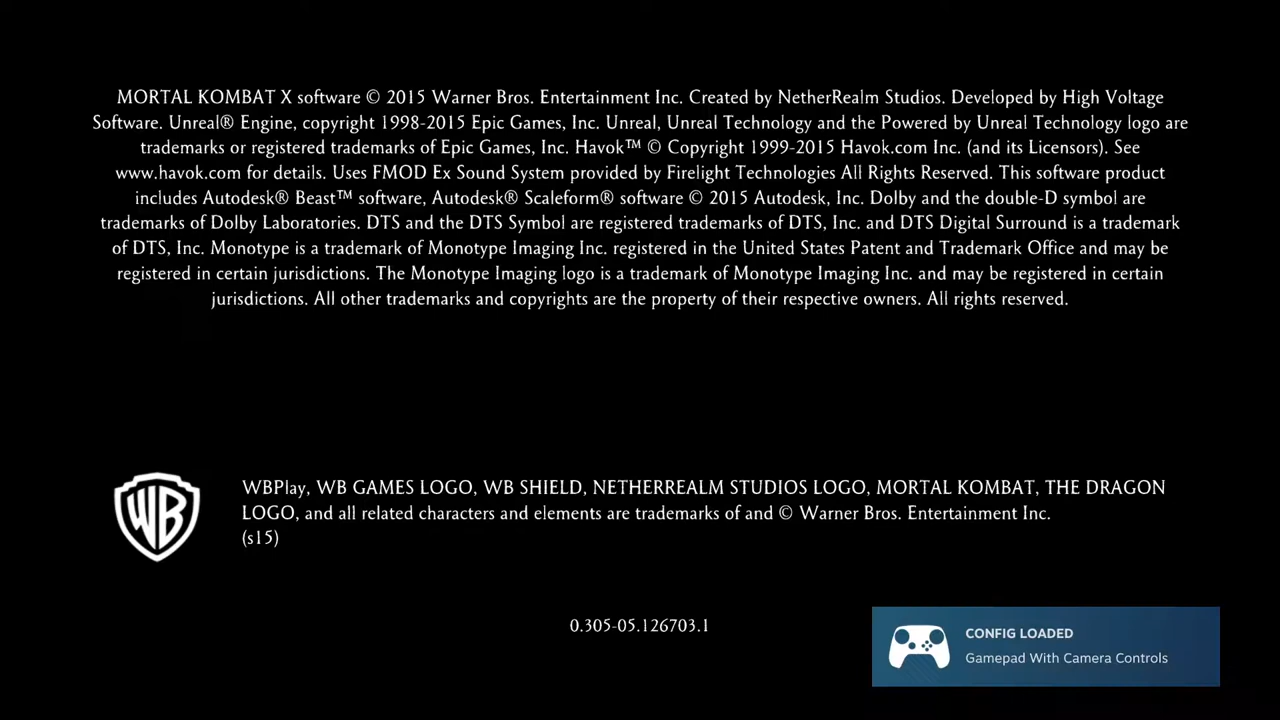 MORTAL KOMBAT X software © 2015 Warner Bros. Entertainment Inc. Created by NetherRealm Studios. Developed by High Voltage
Software. Unreal® Engine, copyright 1998-2015 Epic Games, Inc. Unreal, Unreal Technology and the Powered by Unreal Technology logo are
trademarks or registered trademarks of Epic Games, Inc. Havok™ © Copyright 1999-2015 Havok.com Inc. (and its Licensors). See
www.havok.com for details. Uses FMOD Ex Sound System provided by Firelight Technologies All Rights Reserved. This software product
includes Autodesk® Beast™ software, Autodesk® Scaleform® software © 2015 Autodesk, Inc. Dolby and the double-D symbol are
trademarks of Dolby Laboratories. DTS and the DTS Symbol are registered trademarks of DTS, Inc. and DTS Digital Surround is a trademark
of DTS, Inc. Monotype is a trademark of Monotype Imaging Inc. registered in the United States Patent and Trademark Office and may be
registered in certain jurisdictions. The Monotype Imaging logo is a trademark of Monotype Imaging Inc. and may be registered in certain
jurisdictions. All other trademarks and copyrights are the property of their respective owners. All rights reserved.
WB
WBPlay, WB GAMES LOGO, WB SHIELD, NETHERREALM STUDIOS LOGO, MORTAL KOMBAT, THE DRAGON
LOGO, and all related characters and elements are trademarks of and © Warner Bros. Entertainment Inc.
(s15)
0.305-05.126703.1
CONFIG LOADED
Gamepad With Camera Controls